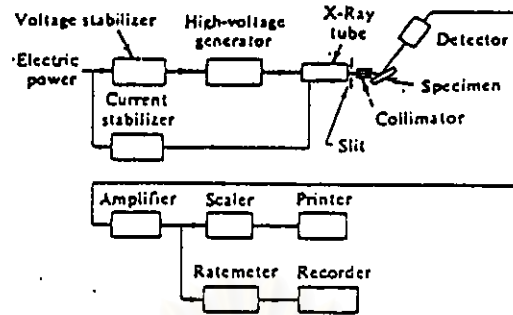 Voltage stabilizer
High-voltage
generator
X-Ray
tube
Detector
Electric
power
Specimen
Current
stabilizer
Collimator
Slit
Amplifier
Scaler
Printer
Ratemeter
Recorder